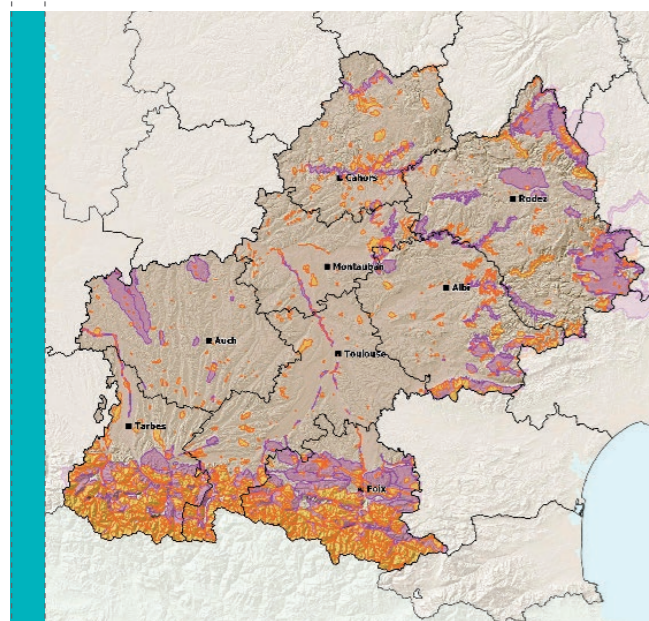 Cahors
Rodez
Montauban
Albi
Auch
Toulouse
Tarbes
Foix